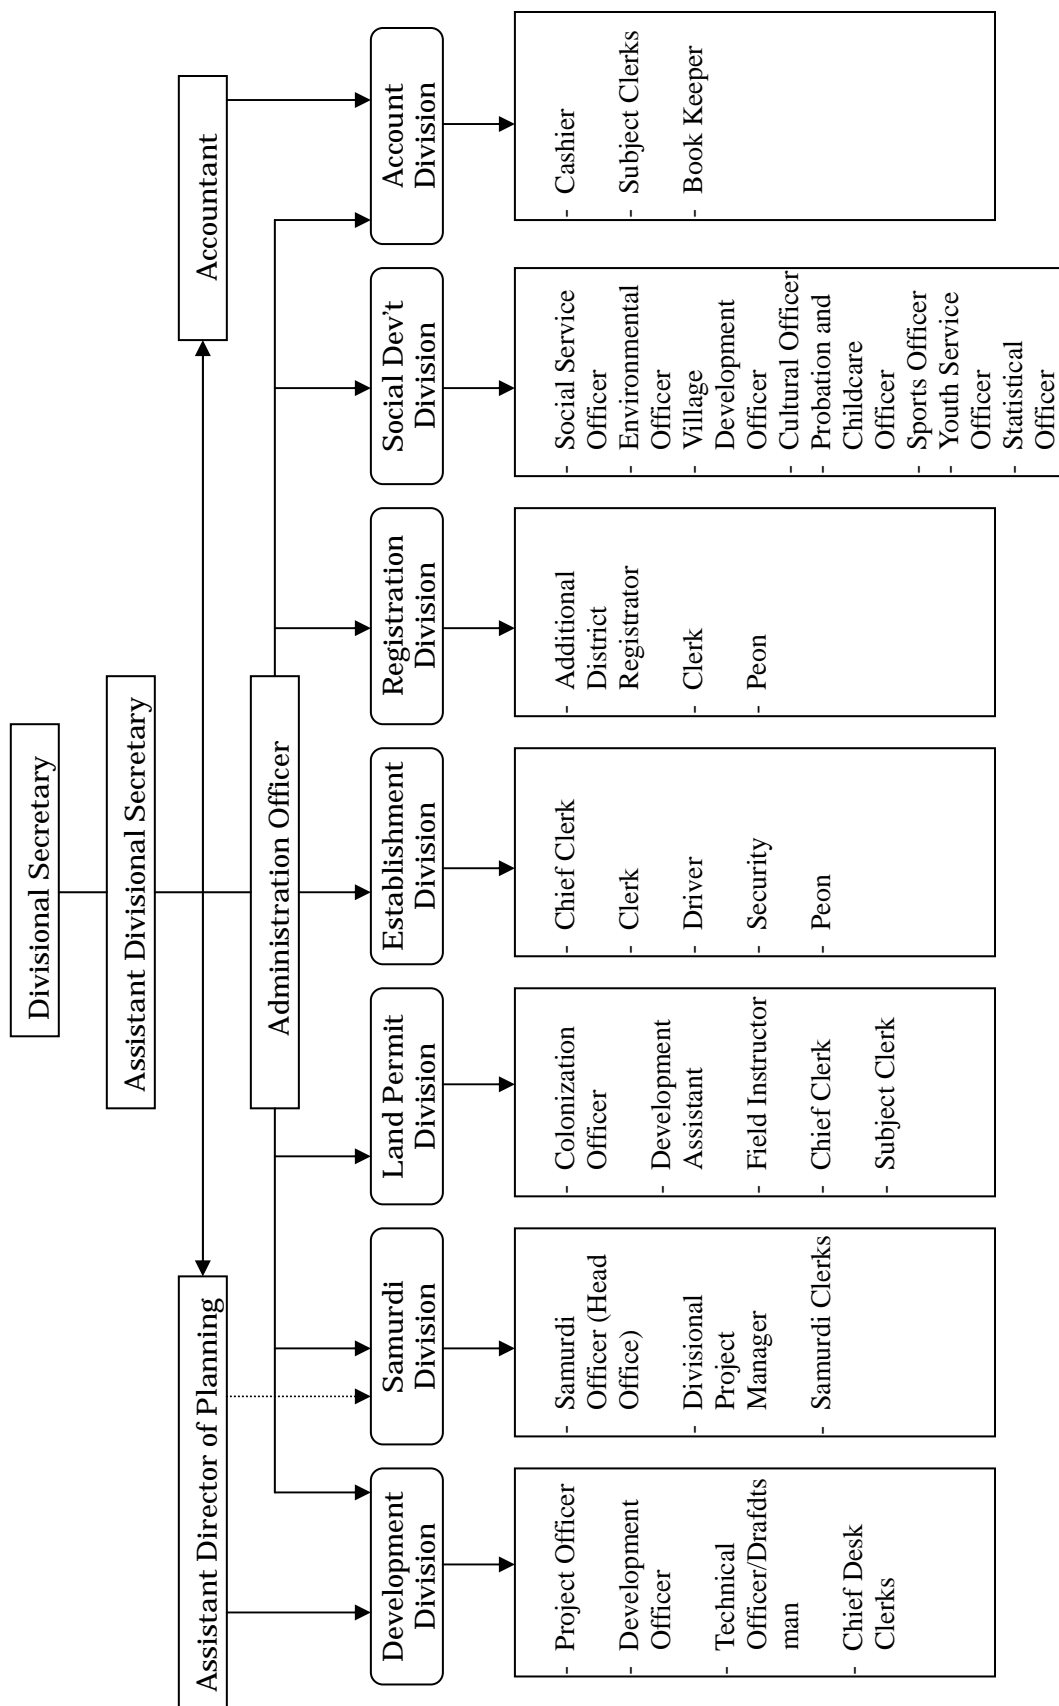 Divisional Secretary
Assistant Divisional Secretary
Assistant Director of Planning
Accountant
Administration Officer
Development
Division
Samurdi
Division
Land Permit
Division
Establishment
Division
Registration
Division
Social Dev't
Division
Account
Division
- Project Officer
- Development
Officer
- Technical
Officer/Drafdts
man
- Chief Desk
Clerks
- Samurdi
Officer (Head
Office)
- Divisional
Project
Manager
- Samurdi Clerks
- Colonization
Officer
- Development
Assistant
- Field Instructor
- Chief Clerk
- Subject Clerk
- Chief Clerk
- Clerk
- Driver
- Security
- Peon
- Additional
District
Registrator
- Clerk
- Peon
- Social Service
Officer
- Environmental
Officer
- Village
Development
Officer
- Cultural Officer
- Probation and
Childcare
Officer
- Sports Officer
- Youth Service
Officer
- Statistical
Officer
- Cashier
- Subject Clerks
- Book Keeper